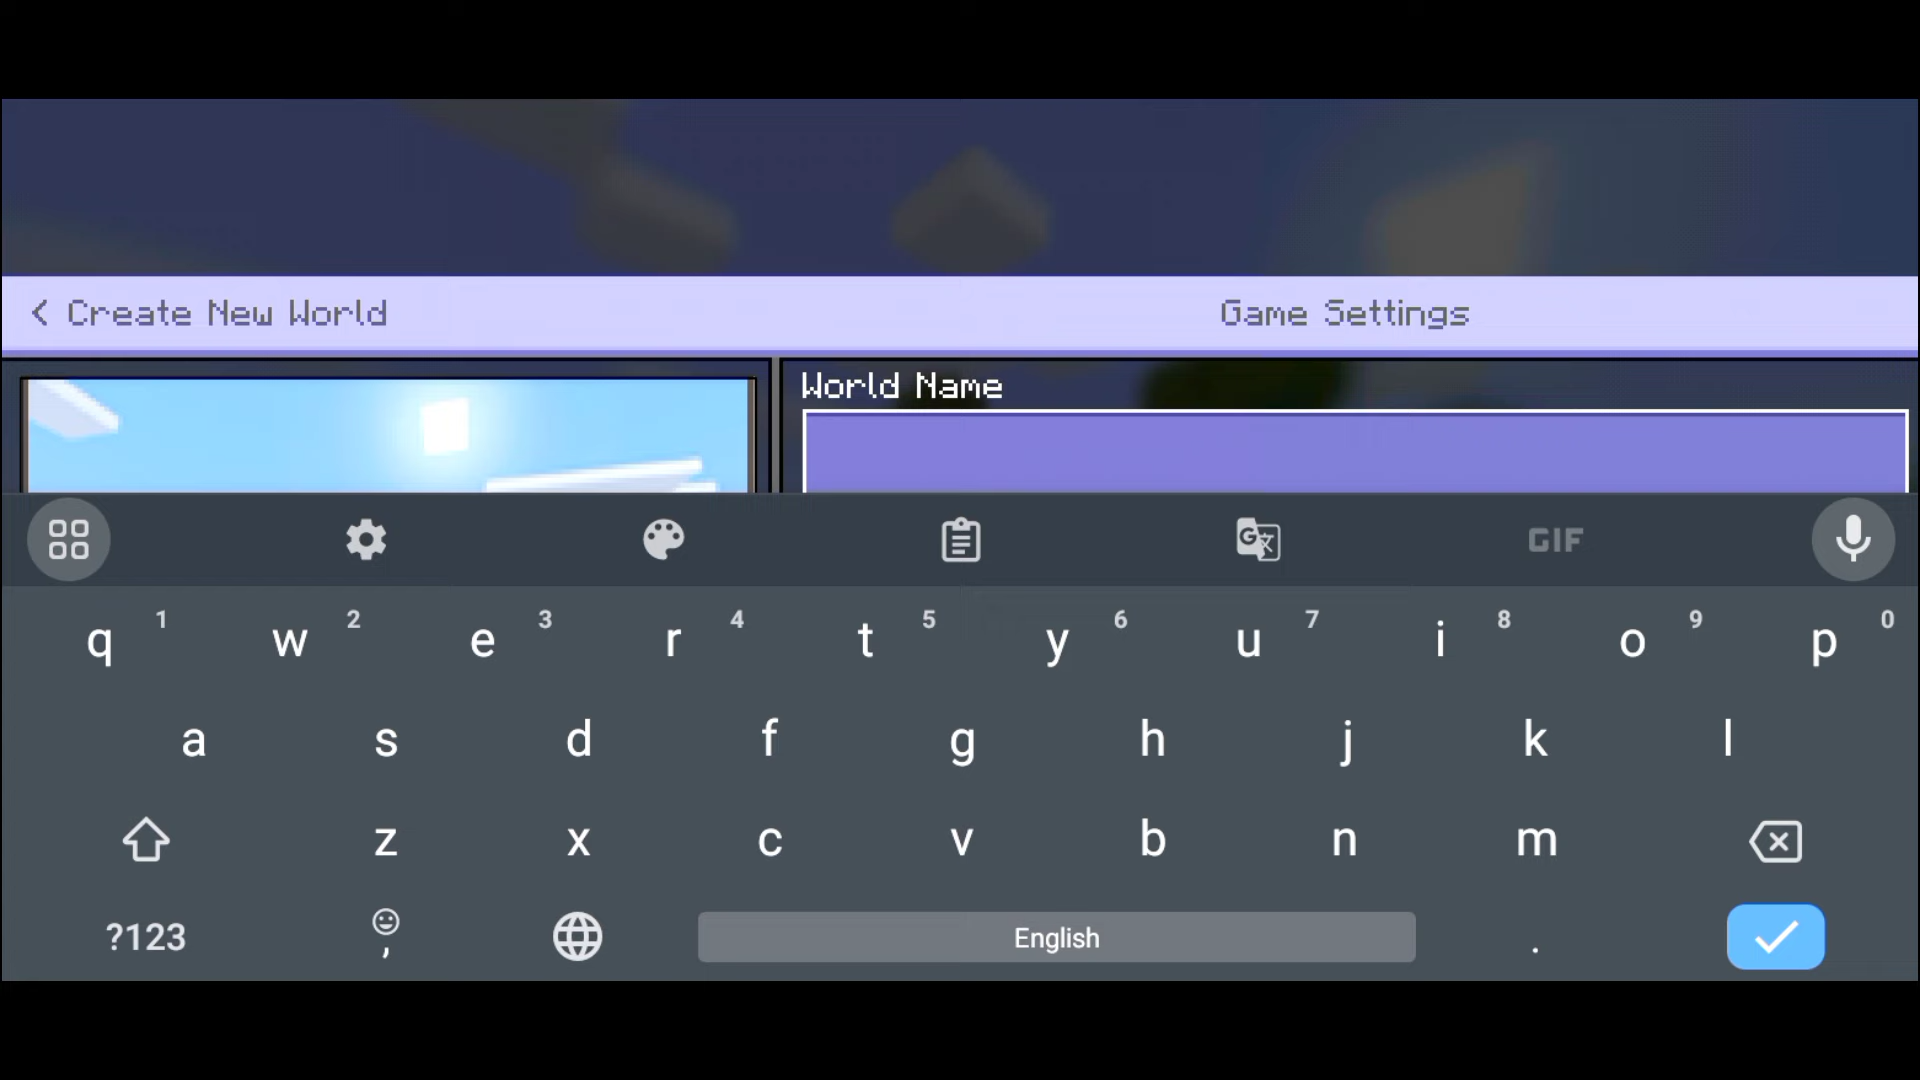 Create New World
Game Settings
World Name
GIF
q 1 w 2 e 3 r 4 t 5 y 6 u 7 i 8 o 9 p 0
a s d f g h j k l
z x c v b n m
?123 , English .